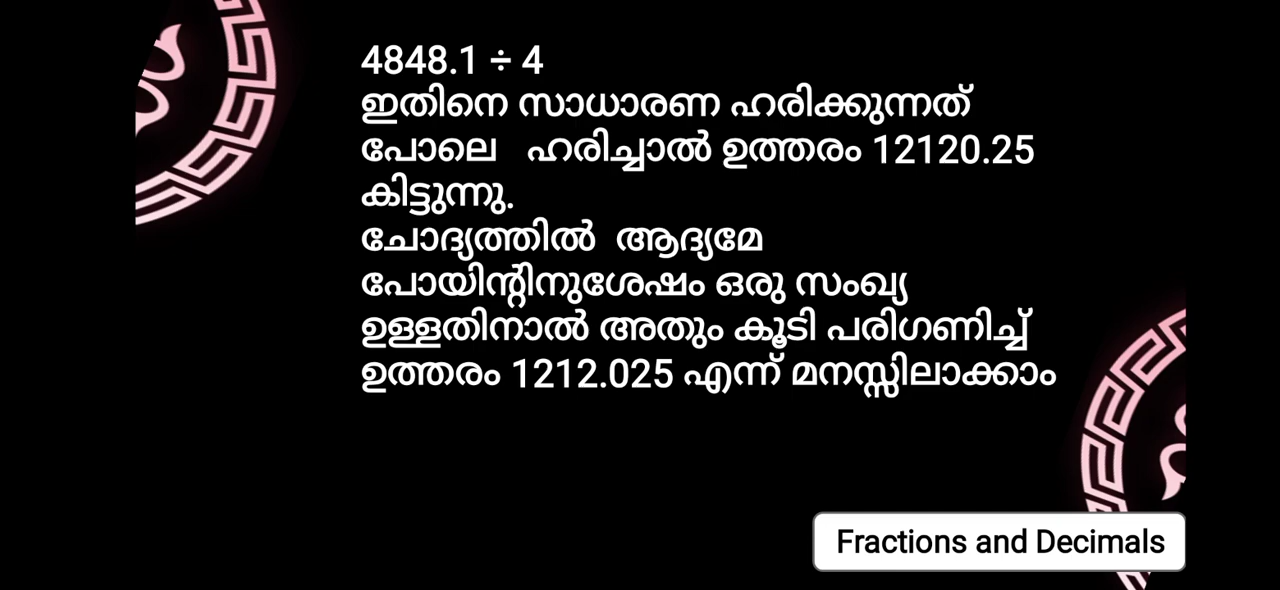 4848.1 ÷ 4
ഇതിനെ സാധാരണ ഹരിക്കുന്നത്
പോലെ ഹരിച്ചാൽ ഉത്തരം 12120.25
കിട്ടുന്നു.
ചോദ്യത്തിൽ ആദ്യമേ
പോയിന്റിനുശേഷം ഒരു സംഖ്യ
ഉള്ളതിനാൽ അതും കൂടി പരിഗണിച്ച്
ഉത്തരം 1212.025 എന്ന് മനസ്സിലാക്കാം
Fractions and Decimals